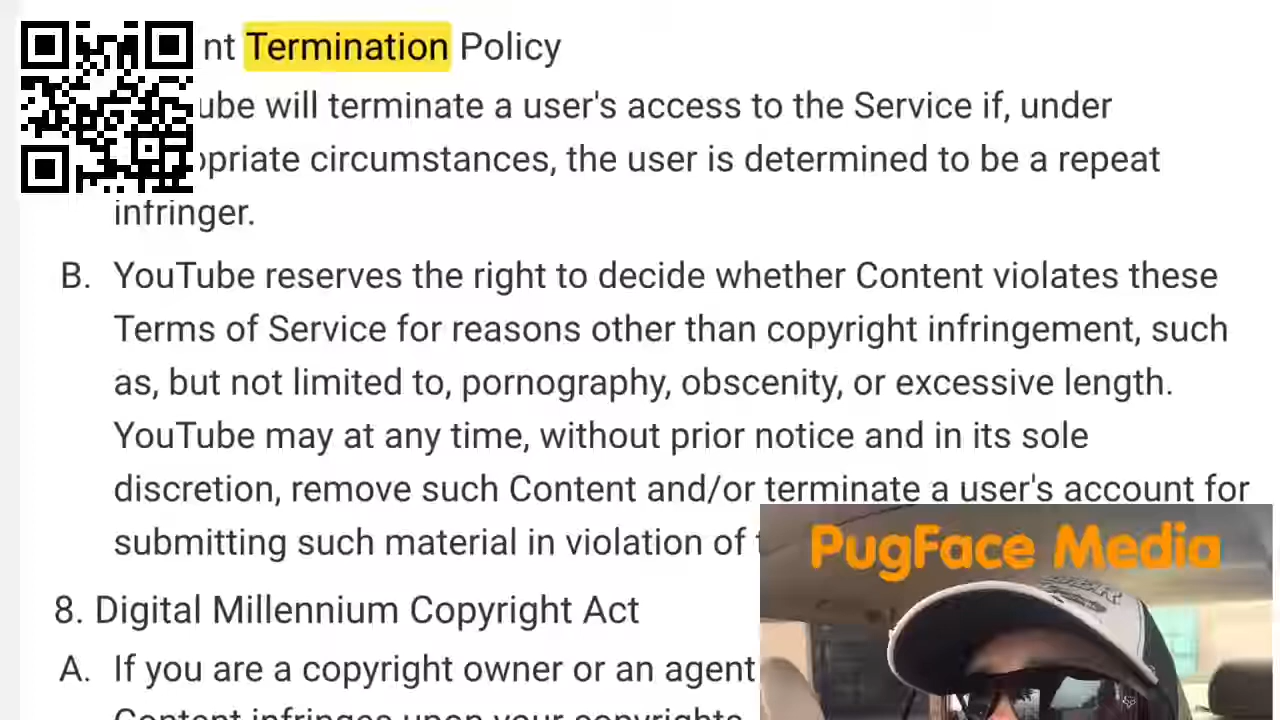 nt Termination Policy
ube will terminate a user's access to the Service if, under
opriate circumstances, the user is determined to be a repeat
infringer.
B. YouTube reserves the right to decide whether Content violates these
Terms of Service for reasons other than copyright infringement, such
as, but not limited to, pornography, obscenity, or excessive length.
YouTube may at any time, without prior notice and in its sole
discretion, remove such Content and/or terminate a user's account for
submitting such material in violation of
PugFace Media
8. Digital Millennium Copyright Act
A. If you are a copyright owner or an agent
Content infringes upon your copyrights